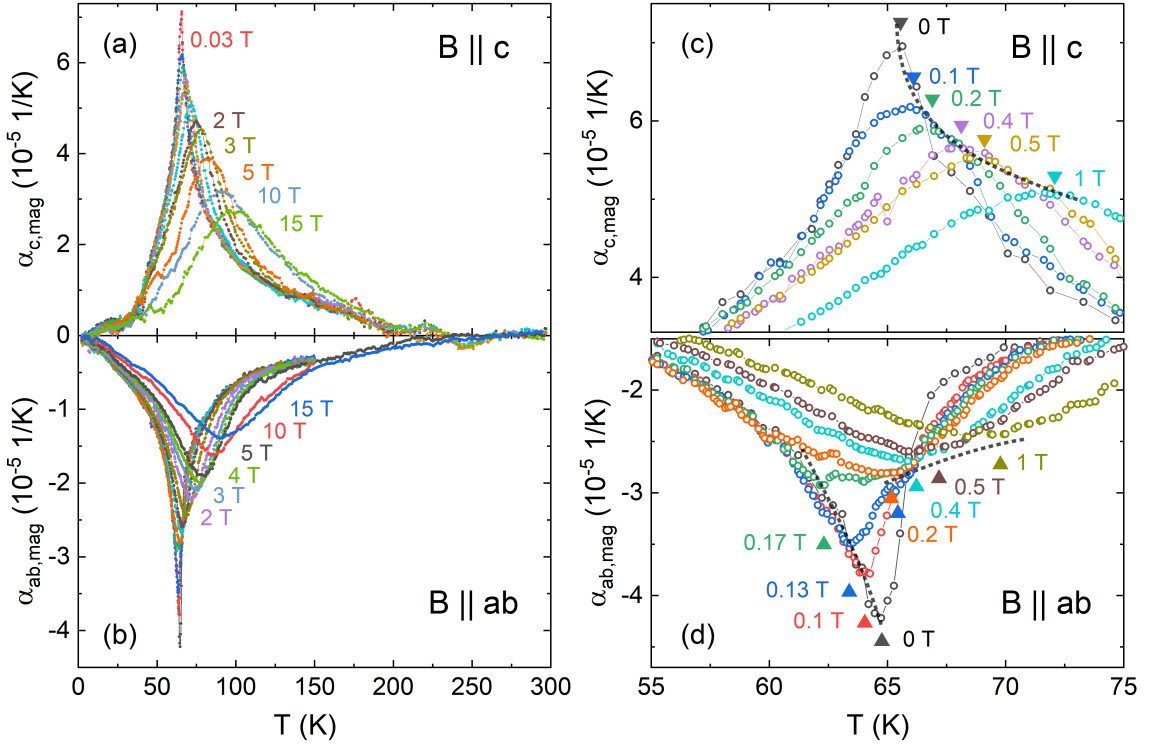 (a)
B || c
0.03 T
2 T
3 T
5 T
10 T
15 T
6
4
2
0
α_c,mag (10⁻⁵ 1/K)
(c)
B || c
0 T
0.1 T
0.2 T
0.4 T
0.5 T
1 T
6
4
α_c,mag (10⁻⁵ 1/K)
-1
-2
-3
-4
α_ab,mag (10⁻⁵ 1/K)
15 T
10 T
5 T
4 T
3 T
2 T
B || ab
(b)
0 50 100 150 200 250 300
T (K)
-2
-3
-4
α_ab,mag (10⁻⁵ 1/K)
1 T
0.5 T
0.4 T
0.2 T
0.17 T
0.13 T
0.1 T
0 T
B || ab
(d)
55 60 65 70 75
T (K)